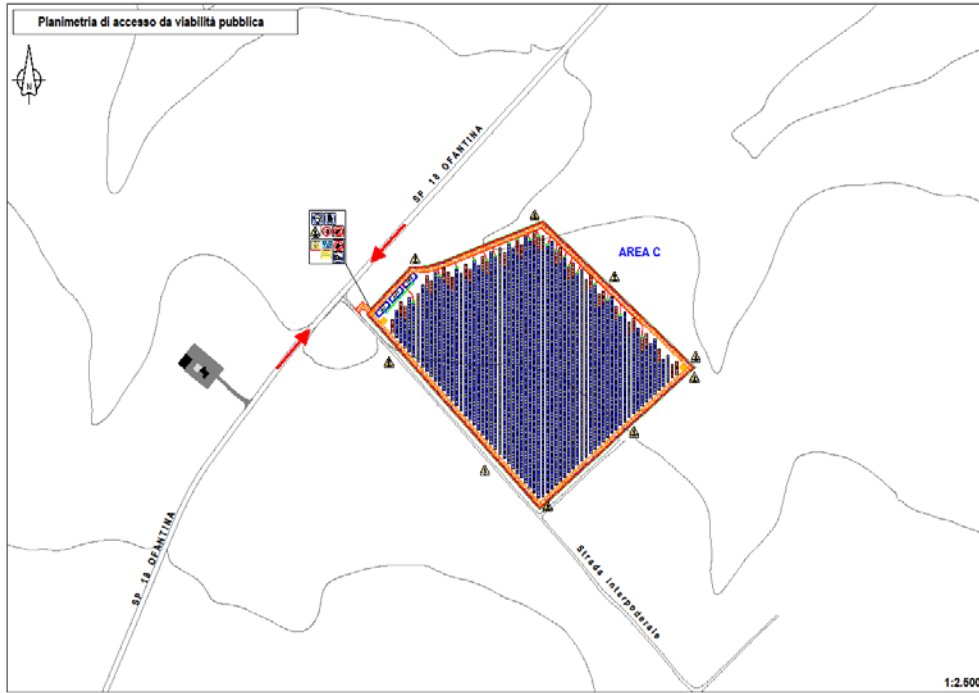 Planimetria di accesso da viabilità pubblica
N
SP 18 OFANTINA
AREA C
SP 18 OFANTINA
Strada interpoderale
1:2.500